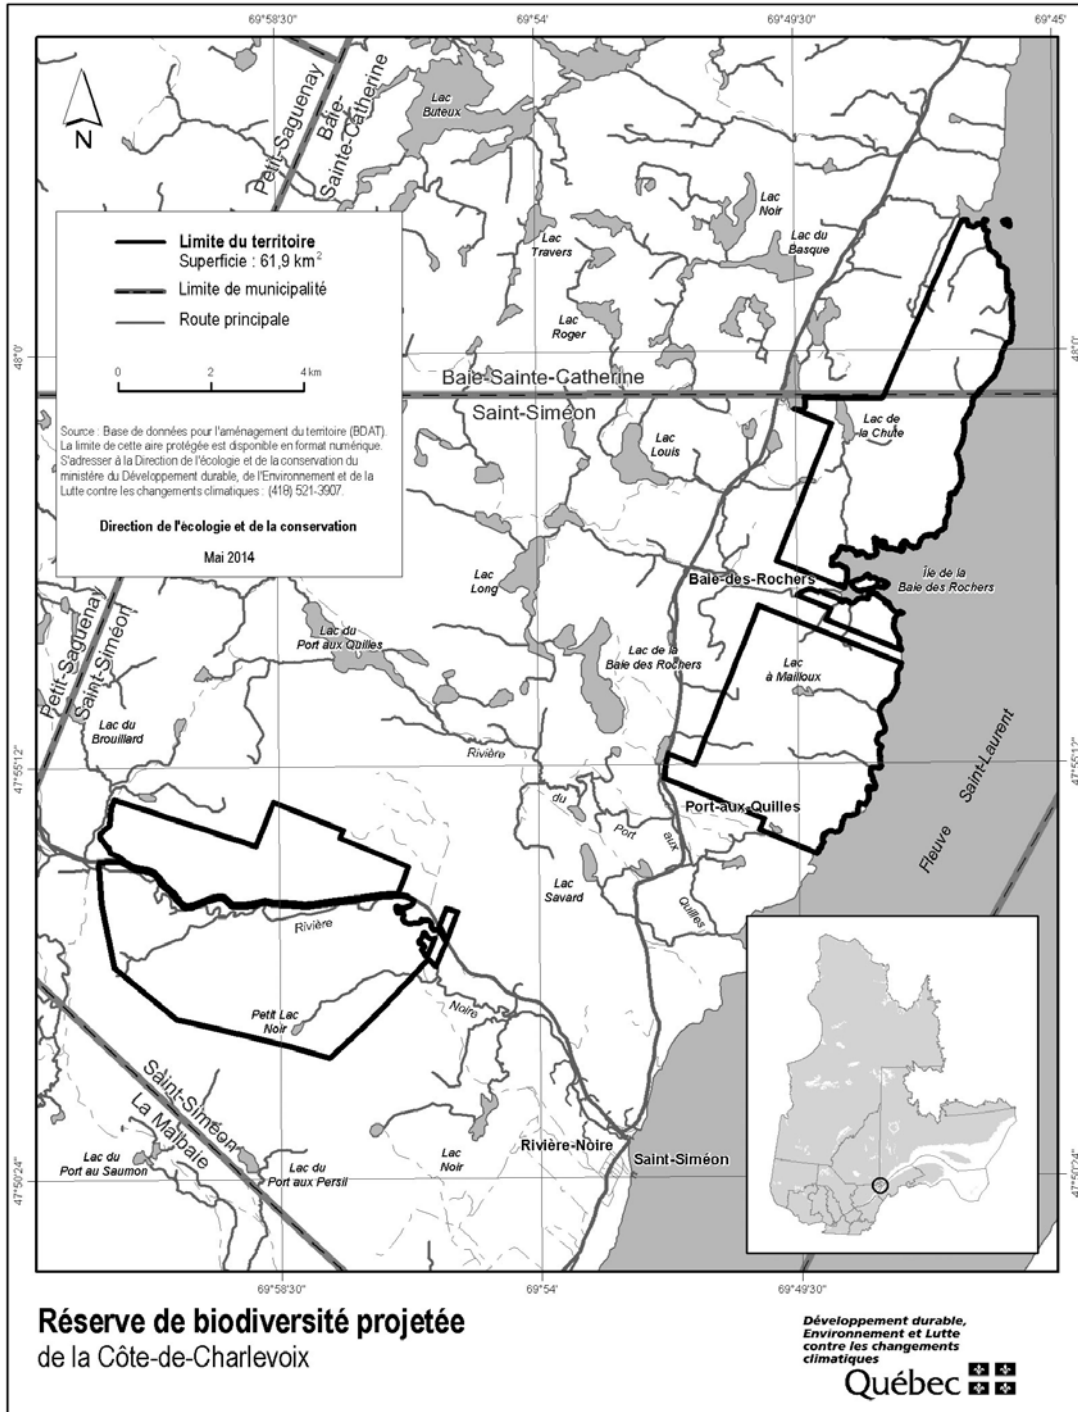 69°58'30"
69°54'
69°49'30"
69°45'
N
Petit-Saguenay
Baie-
Sainte-Catherine
Lac
Buteux
Lac
Noir
Lac du
Basque
Lac
Travers
Lac
Roger
Limite du territoire
Superficie : 61,9 km2
Limite de municipalité
Route principale
0 2 4 km
Source : Base de données pour l'aménagement du territoire (BDAT).
La limite de cette aire protégée est disponible en format numérique.
S'adresser à la Direction de l'écologie et de la conservation du
ministère du Développement durable, de l'Environnement et de la
Lutte contre les changements climatiques : (418) 521-3907.
Direction de l'écologie et de la conservation
Mai 2014
48°0'
48°0'
Baie-Sainte-Catherine
Saint-Siméon
Lac de
la Chute
Lac
Louis
Lac
Long
Baie-des-Rochers
Île de la
Baie des Rochers
Petit-Saguenay
Saint-Siméon
Lac du
Port aux Quilles
Lac de la
Baie des Rochers
Lac
à Mailloux
Lac du
Brouillard
Rivière
du
Port
aux
Quilles
47°55'12"
47°55'12"
Port-aux-Quilles
Fleuve
Saint-Laurent
Lac
Savard
Rivière
Noire
Petit Lac
Noir
Saint-Siméon
La Malbaie
Lac du
Port au Saumon
Lac du
Port aux Persil
Lac
Noir
Rivière-Noire
Saint-Siméon
47°50'24"
47°50'24"
69°58'30"
69°54'
69°49'30"
Réserve de biodiversité projetée
de la Côte-de-Charlevoix
Développement durable,
Environnement et Lutte
contre les changements
climatiques
Québec